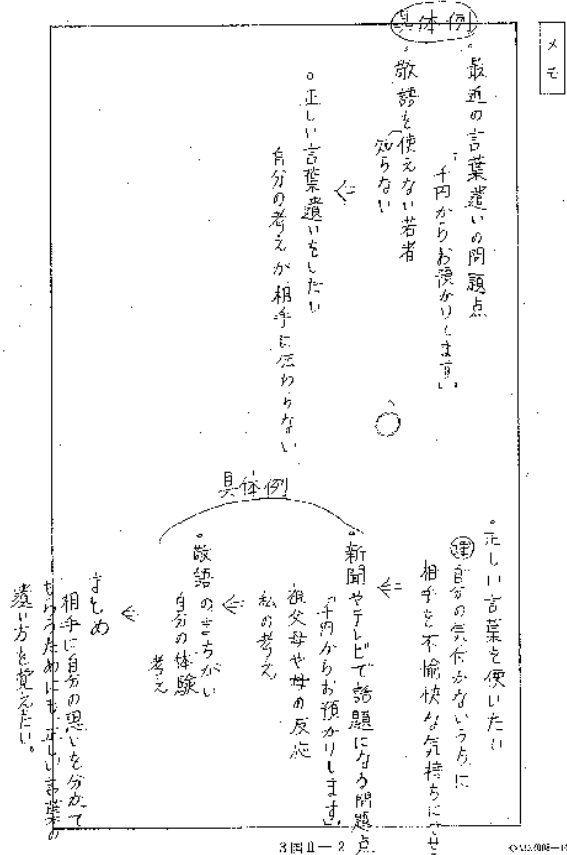 メモ
具体例
。最近の言葉遣いの問題点
「千円からお預かりします」。
。敬語を使えない若者
知らない
。正しい言葉遣いをしたい
自分の考えが相手に伝わらない
。正しい言葉を使いたい
理 自分の気付かないうちに
相手を不愉快な気持ちにさせ
具体例
。新聞やテレビで話題になる問題点
「千円からお預かりします」。
祖父母や母の反応
私の考え
。敬語のまちがい
自分の体験
考え
まとめ
相手に自分の思いを分かて
もらうためにも、正しい言葉の
遣い方を覚えたい。
3国Ⅱ－2